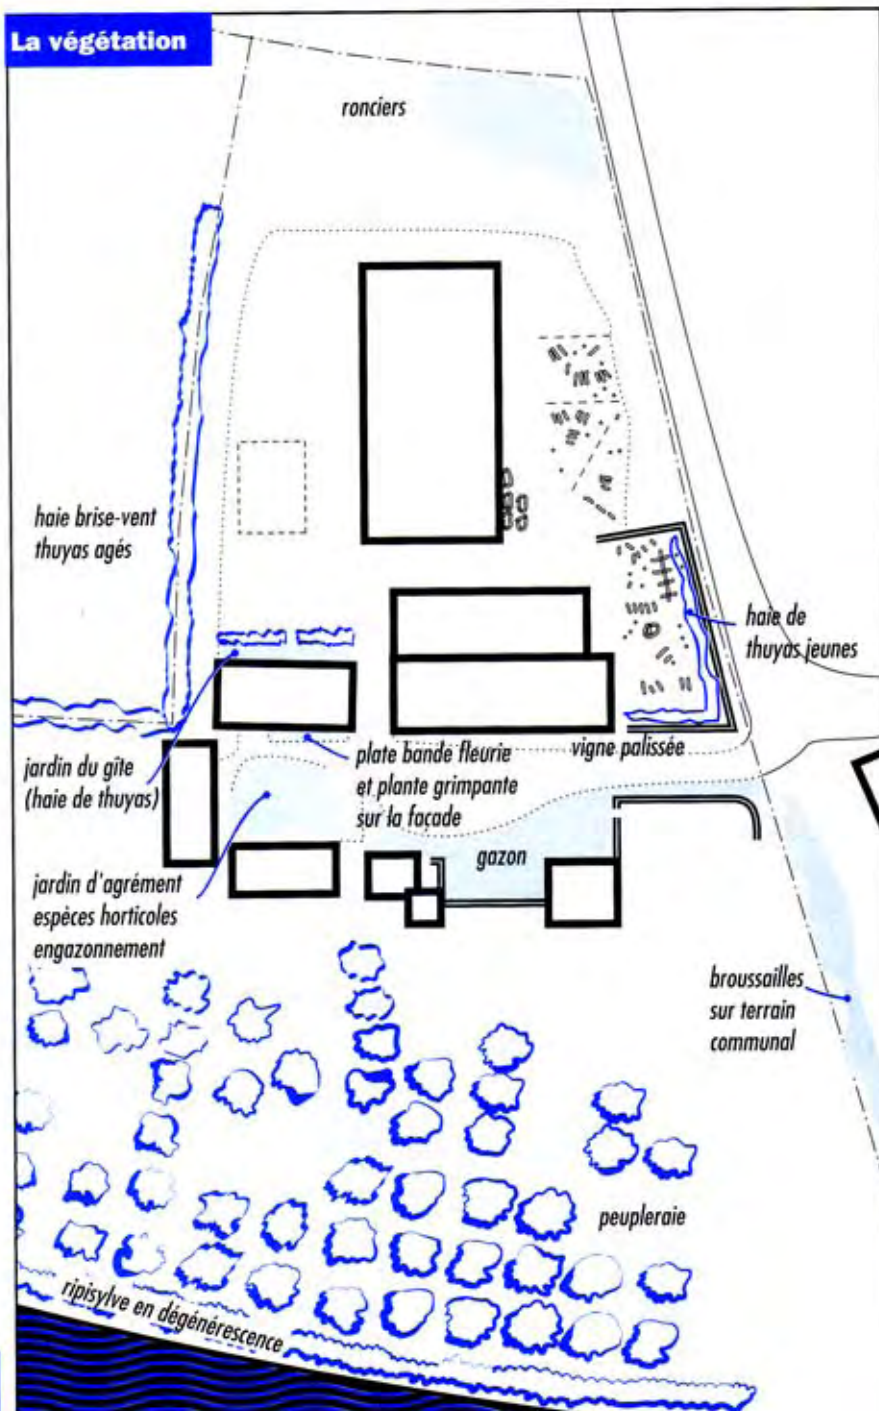 La végétation
ronciers
haie brise-vent
thuyas agés
haie de
thuyas jeunes
jardin du gîte
(haie de thuyas)
plate bande fleurie
et plante grimpante
sur la façade
vigne palissée
gazon
jardin d'agrément
espèces horticoles
engazonnement
broussailles
sur terrain
communal
peupleraie
ripisylve en dégénérescence